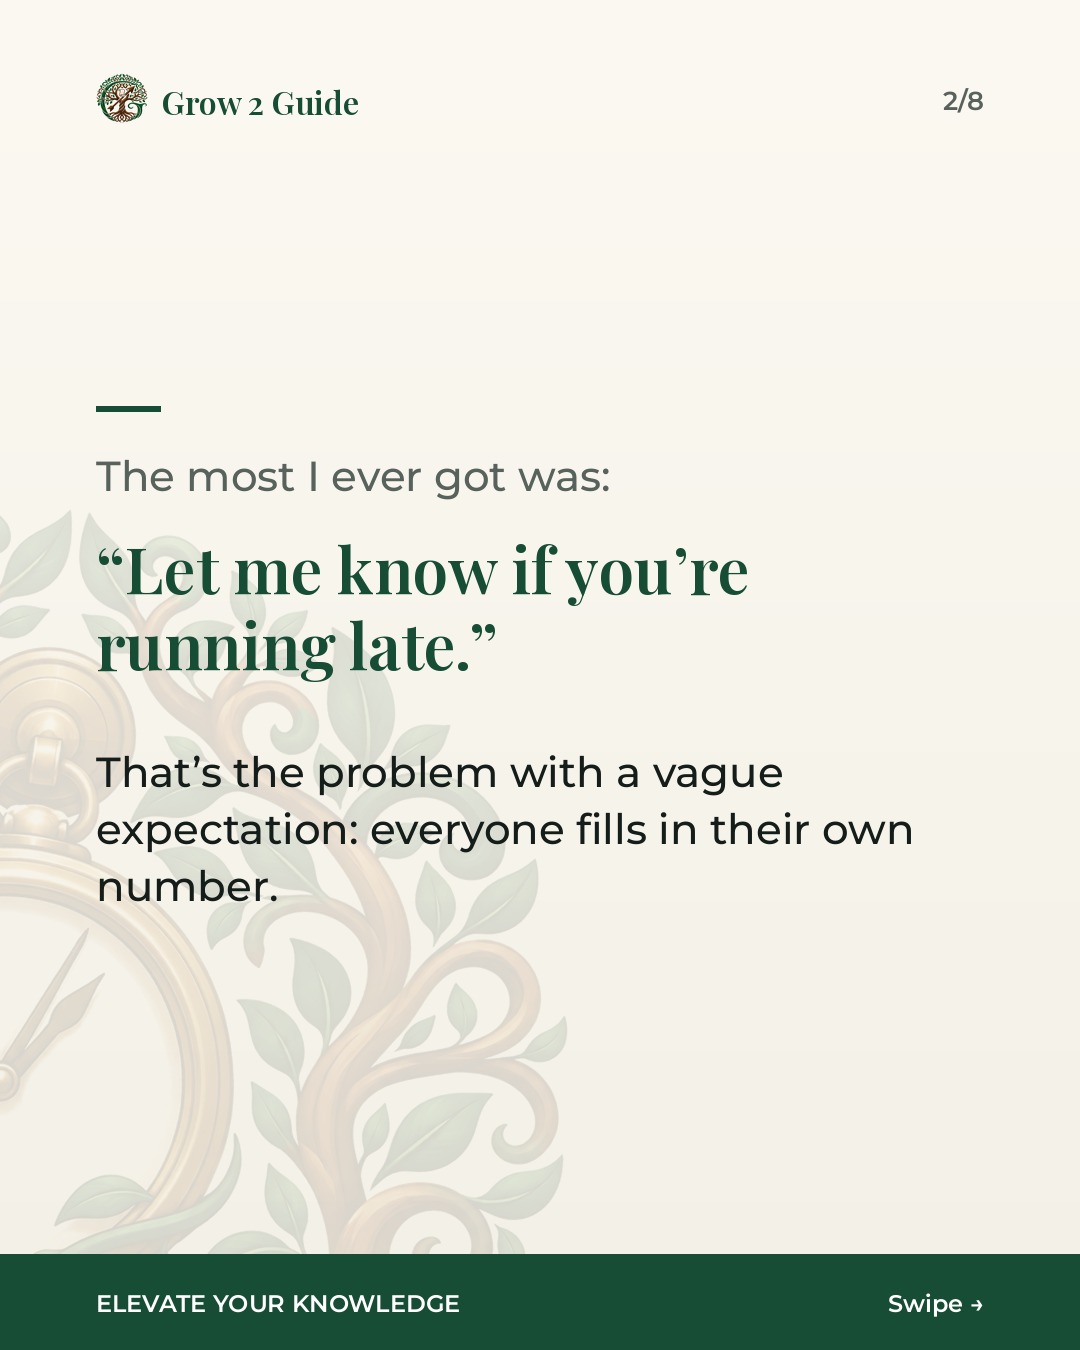 Grow 2 Guide
2/8
The most I ever got was:
“Let me know if you’re
running late.”
That’s the problem with a vague
expectation: everyone fills in their own
number.
ELEVATE YOUR KNOWLEDGE
Swipe →